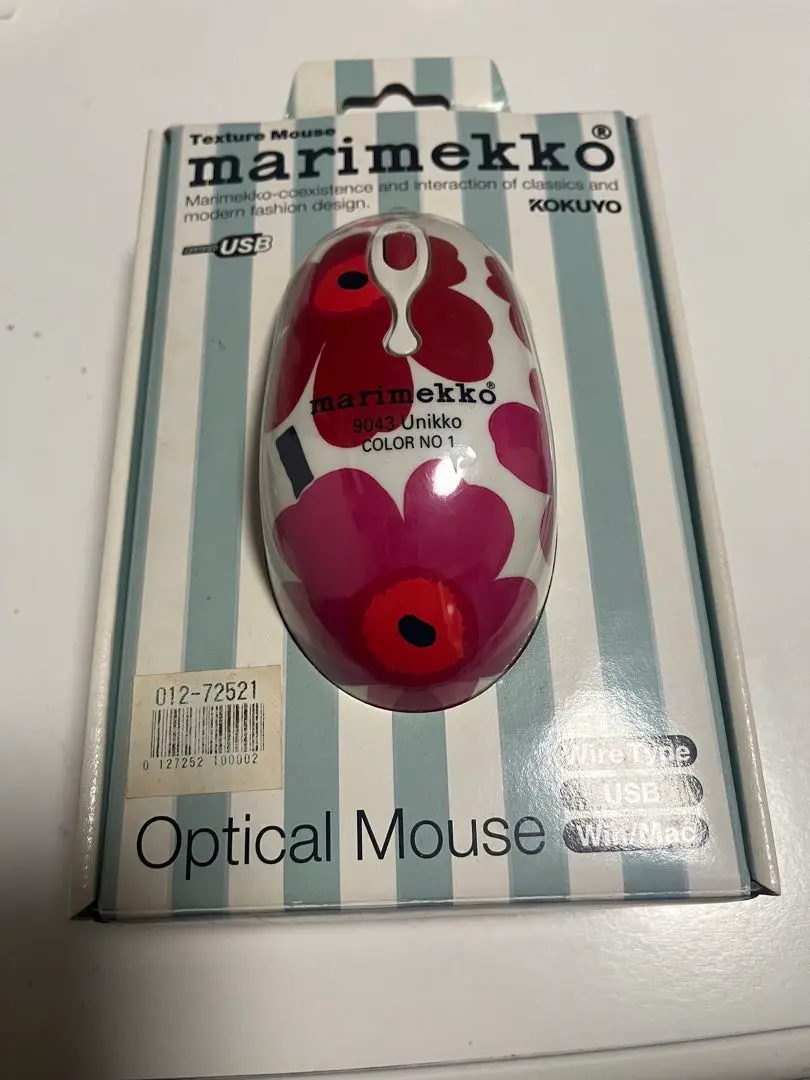 Texture Mouse
marimekko®
Marimekko-coexistence and interaction of classics and
modern fashion design.
KOKUYO
CERTIFIED USB
marimekko®
9043 Unikko
COLOR NO 1
012-72521
0 127252 100002
Wire Type
USB
Optical Mouse
Win/Mac